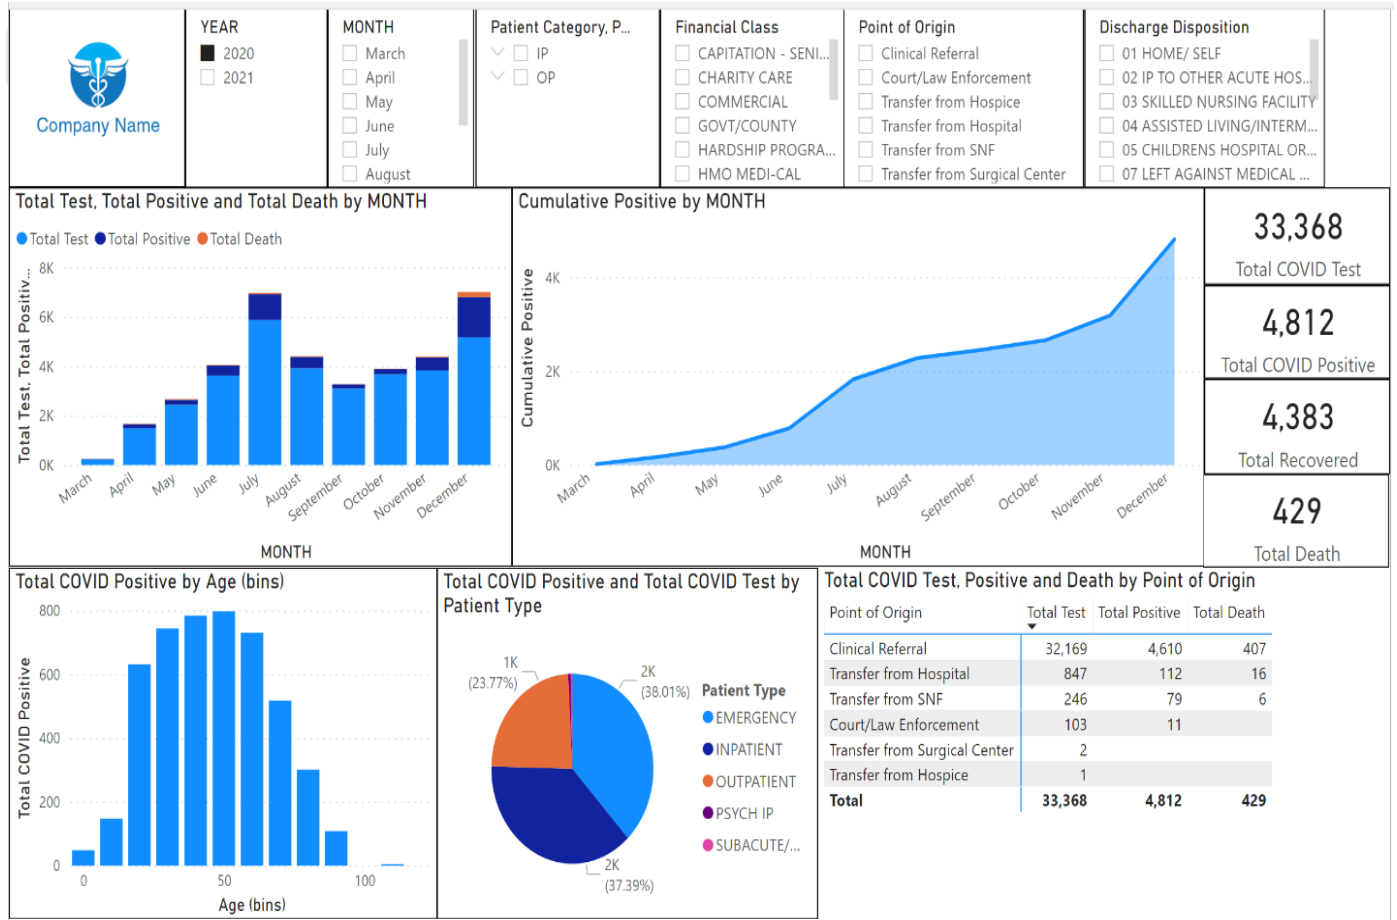 Company Name
YEAR
2020
2021
MONTH
March
April
May
June
July
August
Patient Category, P...
IP
OP
Financial Class
CAPITATION - SENI...
CHARITY CARE
COMMERCIAL
GOVT/COUNTY
HARDSHIP PROGRA...
HMO MEDI-CAL
Point of Origin
Clinical Referral
Court/Law Enforcement
Transfer from Hospice
Transfer from Hospital
Transfer from SNF
Transfer from Surgical Center
Discharge Disposition
01 HOME/ SELF
02 IP TO OTHER ACUTE HOS...
03 SKILLED NURSING FACILITY
04 ASSISTED LIVING/INTERM...
05 CHILDRENS HOSPITAL OR...
07 LEFT AGAINST MEDICAL ...
Total Test, Total Positive and Total Death by MONTH
Total Test Total Positive Total Death
Total Test, Total Positiv...
8K
6K
4K
2K
0K
March April May June July August September October November December
MONTH
Cumulative Positive by MONTH
Cumulative Positive
4K
2K
0K
March April May June July August September October November December
MONTH
33,368
Total COVID Test
4,812
Total COVID Positive
4,383
Total Recovered
429
Total Death
Total COVID Positive by Age (bins)
Total COVID Positive
800
600
400
200
0
0 50 100
Age (bins)
Total COVID Positive and Total COVID Test by
Patient Type
1K
(23.77%)
2K
(38.01%)
2K
(37.39%)
Patient Type
EMERGENCY
INPATIENT
OUTPATIENT
PSYCH IP
SUBACUTE/...
Total COVID Test, Positive and Death by Point of Origin
Point of Origin Total Test Total Positive Total Death
Clinical Referral 32,169 4,610 407
Transfer from Hospital 847 112 16
Transfer from SNF 246 79 6
Court/Law Enforcement 103 11
Transfer from Surgical Center 2
Transfer from Hospice 1
Total 33,368 4,812 429